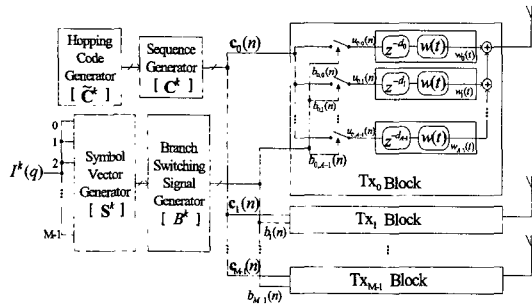 Hopping
Code
Generator
[ C̃^k ]
Sequence
Generator
[ C^k ]
c_0(n)
u_{0,0}(n)
z^{-d_0}
w(t)
w_0(t)
b_{0,0}(n)
u_{0,1}(n)
z^{-d_1}
w(t)
w_1(t)
b_{0,1}(n)
u_{0,A-1}(n)
z^{-d_{A-1}}
w(t)
w_{A-1}(t)
b_{0,A-1}(n)
Tx_0 Block
I^k(q)
0
1
2
M-1
Symbol
Vector
Generator
[ S^k ]
Branch
Switching
Signal
Generator
[ B^k ]
c_1(n)
b_1(n)
Tx_1 Block
c_{M-1}(n)
b_{M-1}(n)
Tx_{M-1} Block